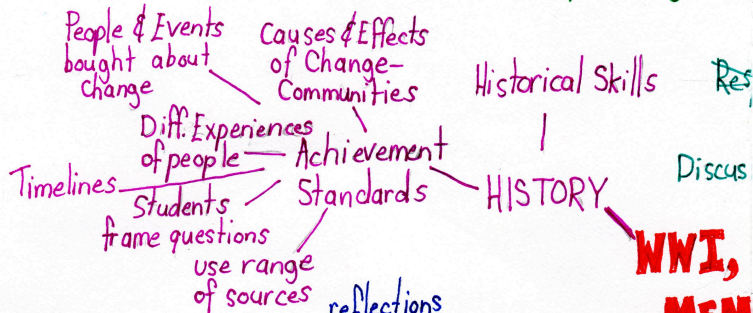 People & Events
bought about
change
Causes & Effects
of Change-
Communities
Historical Skills
Diff. Experiences
of people
Achievement
Standards
Timelines
Students
frame questions
use range
of sources
HISTORY
WWI,
reflections